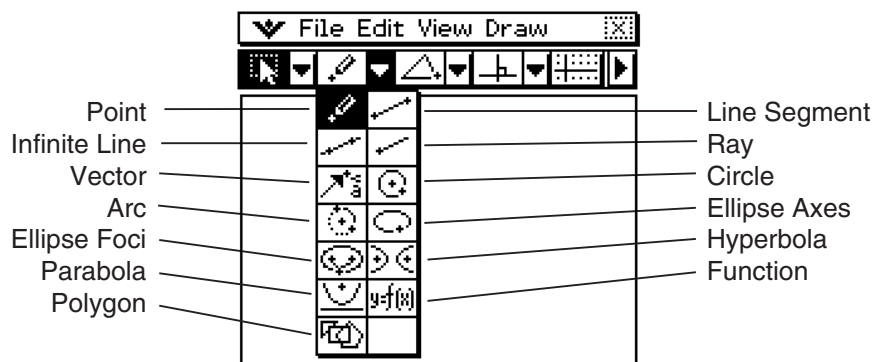 File Edit View Draw
Point
Line Segment
Infinite Line
Ray
Vector
Circle
Arc
Ellipse Axes
Ellipse Foci
Hyperbola
Parabola
Function
y=f(x)
Polygon